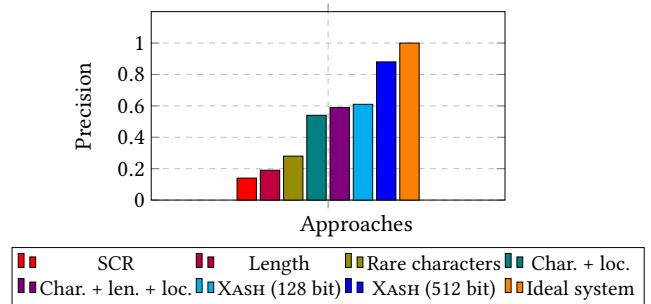 1
0.8
0.6
0.4
0.2
0
Precision
Approaches
SCR Length Rare characters Char. + loc.
Char. + len. + loc. XASH (128 bit) XASH (512 bit) Ideal system